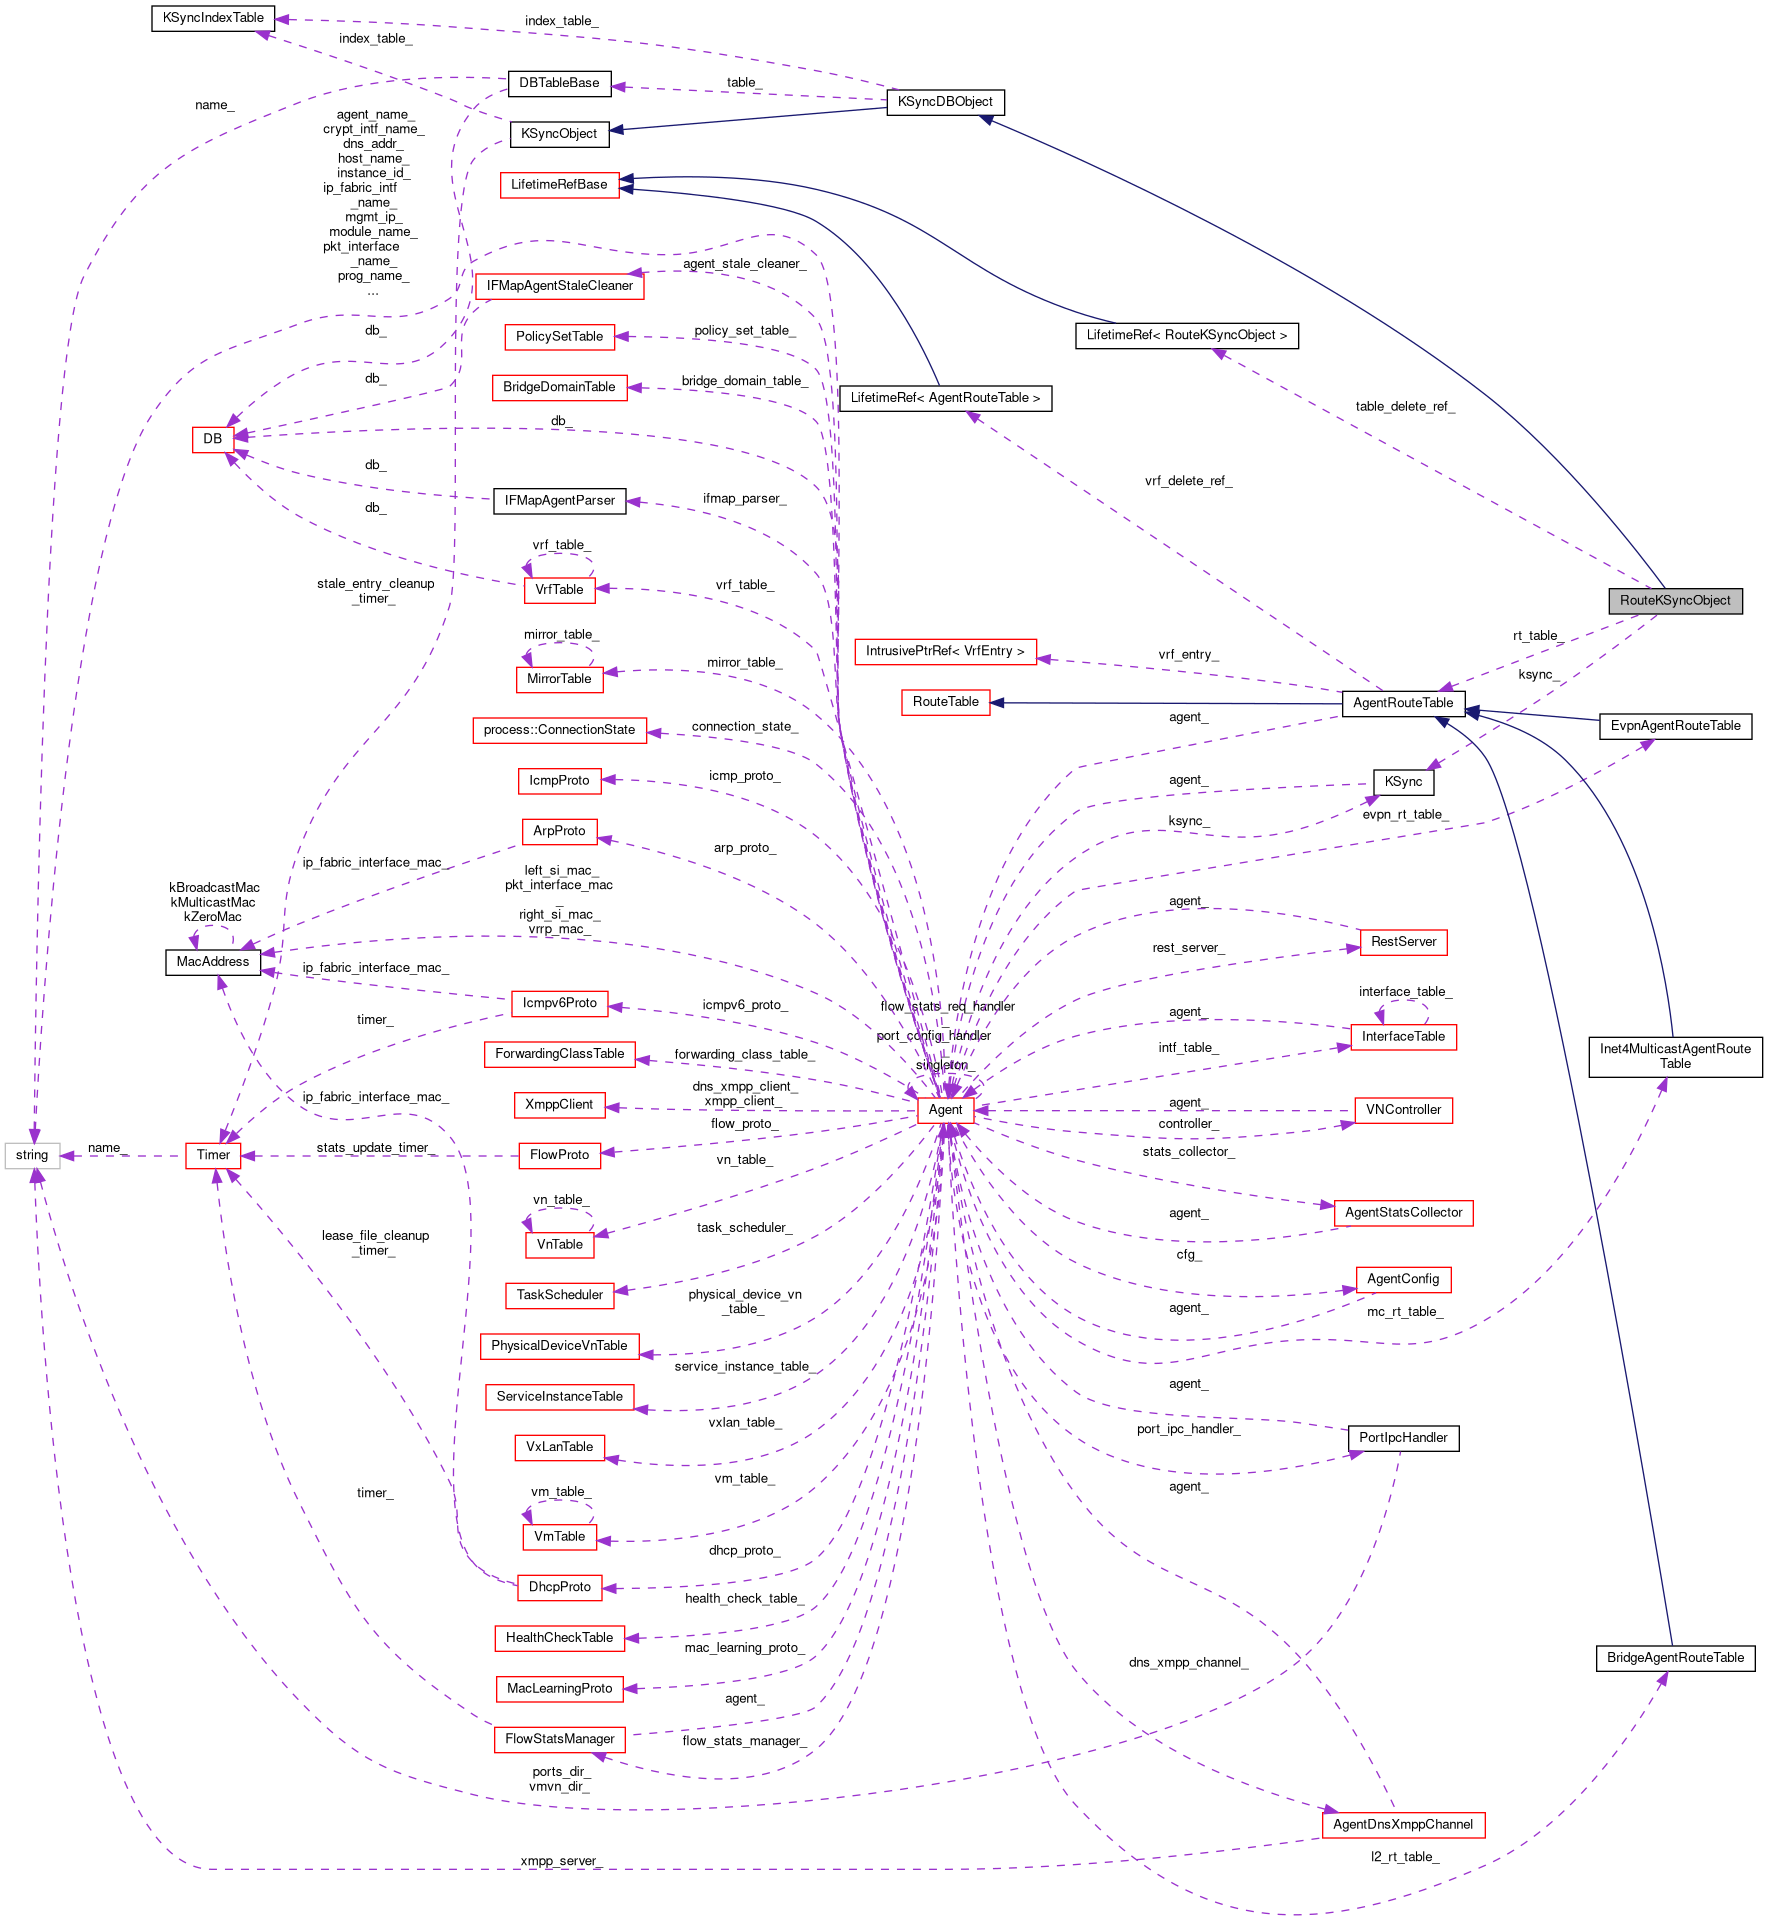 KSyncIndexTable
index_table_
index_table_
DBTableBase
table_
KSyncDBObject
name_
KSyncObject
agent_name_
crypt_intf_name_
dns_addr_
host_name_
instance_id_
ip_fabric_intf
_name_
mgmt_ip_
module_name_
pkt_interface
_name_
prog_name_
...
LifetimeRefBase
agent_stale_cleaner_
IFMapAgentStaleCleaner
db_
policy_set_table_
PolicySetTable
LifetimeRef< RouteKSyncObject >
db_
bridge_domain_table_
BridgeDomainTable
LifetimeRef< AgentRouteTable >
table_delete_ref_
DB
db_
db_
vrf_delete_ref_
IFMapAgentParser
ifmap_parser_
db_
vrf_table_
stale_entry_cleanup
_timer_
VrfTable
vrf_table_
RouteKSyncObject
mirror_table_
rt_table_
IntrusivePtrRef< VrfEntry >
vrf_entry_
MirrorTable
mirror_table_
ksync_
RouteTable
AgentRouteTable
process::ConnectionState
connection_state_
agent_
EvpnAgentRouteTable
IcmpProto
icmp_proto_
agent_
KSync
ArpProto
ksync_
evpn_rt_table_
arp_proto_
ip_fabric_interface_mac_
left_si_mac_
pkt_interface_mac
_
right_si_mac_
vrrp_mac_
kBroadcastMac
kMulticastMac
kZeroMac
agent_
RestServer
rest_server_
MacAddress
ip_fabric_interface_mac_
Icmpv6Proto
icmpv6_proto_
flow_stats_req_handler
_
port_config_handler
_
singleton_
interface_table_
agent_
InterfaceTable
timer_
ForwardingClassTable
forwarding_class_table_
intf_table_
Inet4MulticastAgentRoute
Table
ip_fabric_interface_mac_
XmppClient
dns_xmpp_client_
xmpp_client_
Agent
agent_
VNController
controller_
flow_proto_
string
name_
Timer
stats_update_timer_
FlowProto
vn_table_
stats_collector_
vn_table_
AgentStatsCollector
agent_
lease_file_cleanup
_timer_
VnTable
task_scheduler_
cfg_
AgentConfig
TaskScheduler
physical_device_vn
_table_
agent_
mc_rt_table_
PhysicalDeviceVnTable
service_instance_table_
agent_
ServiceInstanceTable
vxlan_table_
port_ipc_handler_
PortIpcHandler
VxLanTable
timer_
vm_table_
vm_table_
agent_
VmTable
dhcp_proto_
DhcpProto
health_check_table_
HealthCheckTable
mac_learning_proto_
dns_xmpp_channel_
BridgeAgentRouteTable
MacLearningProto
agent_
FlowStatsManager
flow_stats_manager_
ports_dir_
vmvn_dir_
AgentDnsXmppChannel
xmpp_server_
l2_rt_table_